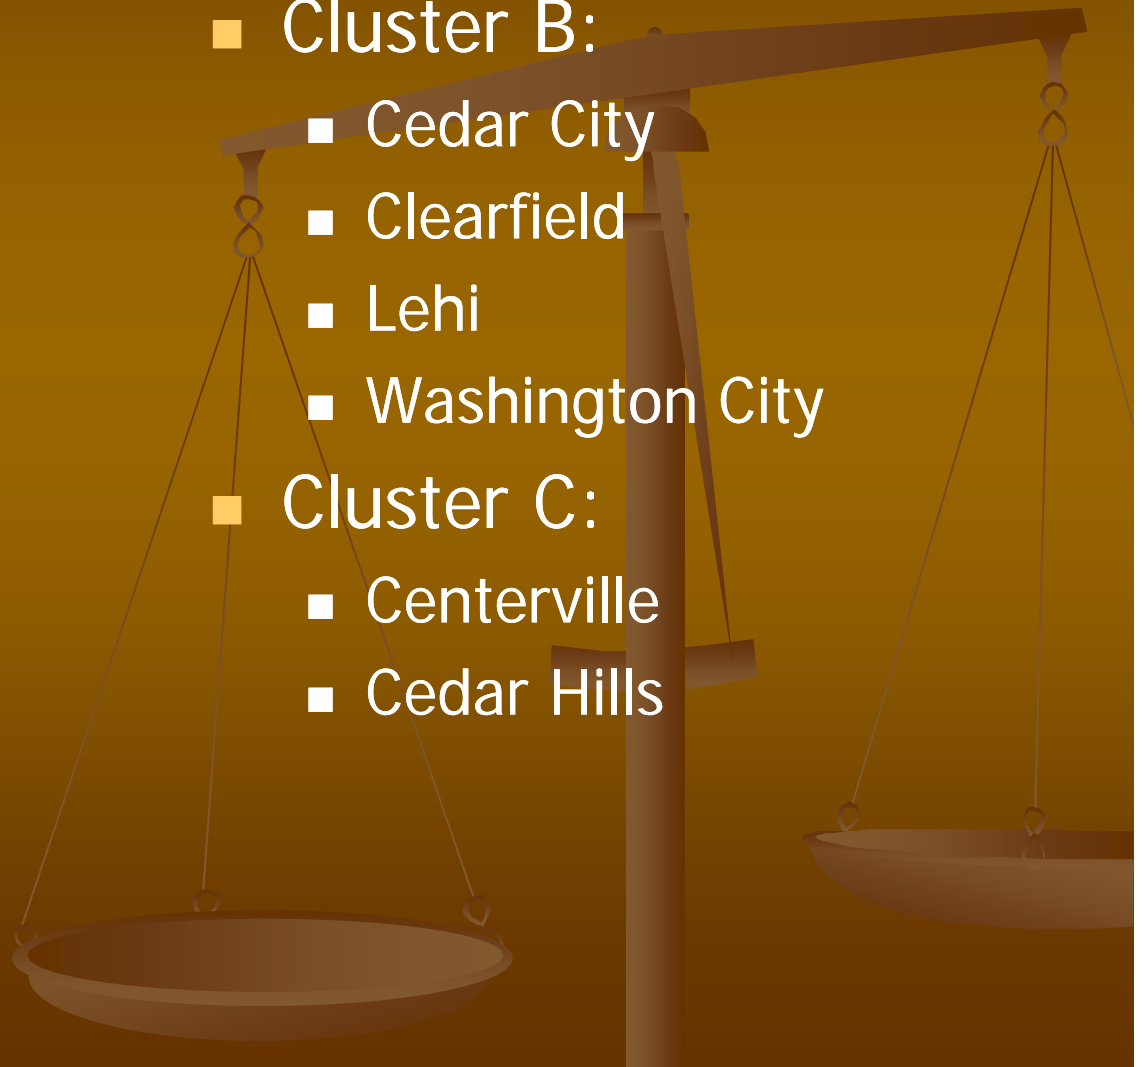 Cluster B:
Cedar City
Clearfield
Lehi
Washington City
Cluster C:
Centerville
Cedar Hills